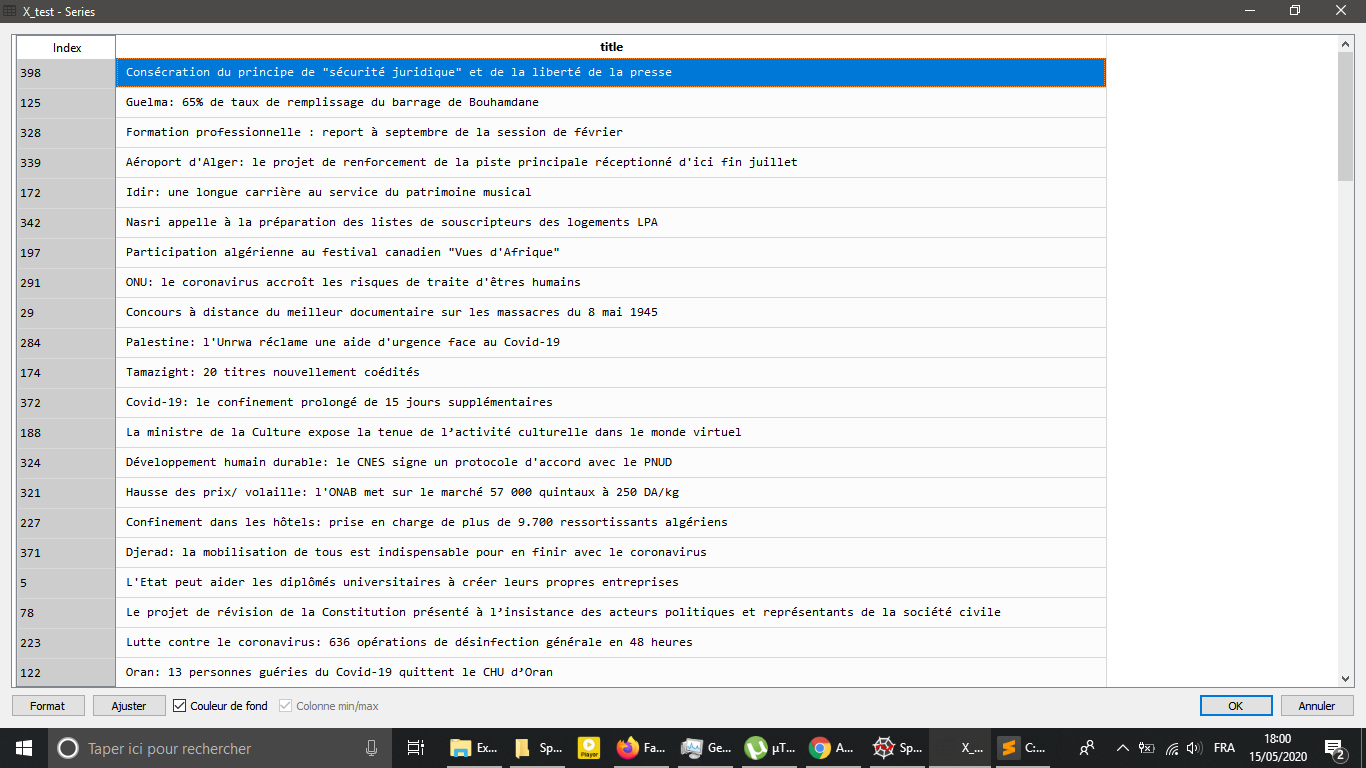 X_test - Series
Index title
398 Consécration du principe de "sécurité juridique" et de la liberté de la presse
125 Guelma: 65% de taux de remplissage du barrage de Bouhamdane
328 Formation professionnelle : report à septembre de la session de février
339 Aéroport d'Alger: le projet de renforcement de la piste principale réceptionné d'ici fin juillet
172 Idir: une longue carrière au service du patrimoine musical
342 Nasri appelle à la préparation des listes de souscripteurs des logements LPA
197 Participation algérienne au festival canadien "Vues d'Afrique"
291 ONU: le coronavirus accroît les risques de traite d'êtres humains
29 Concours à distance du meilleur documentaire sur les massacres du 8 mai 1945
284 Palestine: l'Unrwa réclame une aide d'urgence face au Covid-19
174 Tamazight: 20 titres nouvellement coédités
372 Covid-19: le confinement prolongé de 15 jours supplémentaires
188 La ministre de la Culture expose la tenue de l’activité culturelle dans le monde virtuel
324 Développement humain durable: le CNES signe un protocole d'accord avec le PNUD
321 Hausse des prix/ volaille: l'ONAB met sur le marché 57 000 quintaux à 250 DA/kg
227 Confinement dans les hôtels: prise en charge de plus de 9.700 ressortissants algériens
371 Djerad: la mobilisation de tous est indispensable pour en finir avec le coronavirus
5 L'Etat peut aider les diplômés universitaires à créer leurs propres entreprises
78 Le projet de révision de la Constitution présenté à l’insistance des acteurs politiques et représentants de la société civile
223 Lutte contre le coronavirus: 636 opérations de désinfection générale en 48 heures
122 Oran: 13 personnes guéries du Covid-19 quittent le CHU d’Oran
Format Ajuster Couleur de fond Colonne min/max OK Annuler
Taper ici pour rechercher Ex... Sp... Player Fa... Ge... µT... A... Sp... X_... C:... FRA 18:00
15/05/2020 2